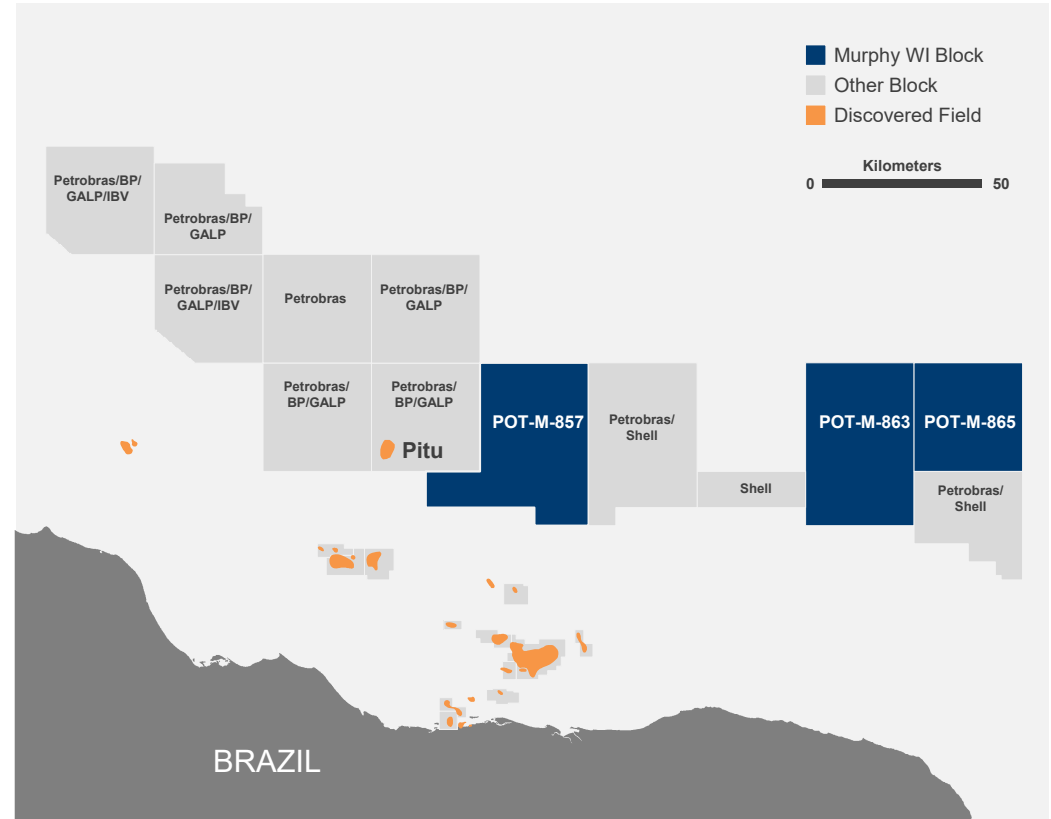 Murphy WI Block
Other Block
Discovered Field
Kilometers
0 50
Petrobras/BP/
GALP/IBV
Petrobras/BP/
GALP
Petrobras/BP/
GALP/IBV
Petrobras
Petrobras/BP/
GALP
Petrobras/
BP/GALP
Petrobras/
BP/GALP
Pitu
POT-M-857
Petrobras/
Shell
Shell
POT-M-863
POT-M-865
Petrobras/
Shell
BRAZIL